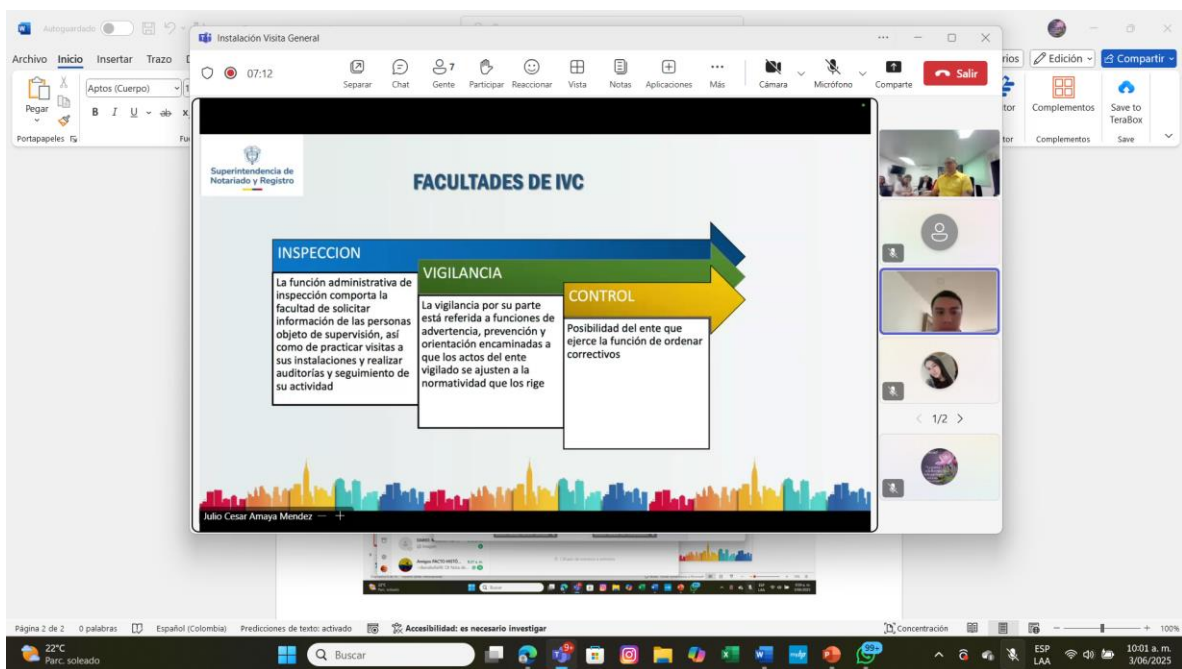 Autoguardado
Instalación Visita General
Archivo Inicio Insertar Trazo
Edición
Compartir
07:12
Separar
Chat
Gente 7
Participar
Reaccionar
Vista
Notas
Aplicaciones
Más
Cámara
Micrófono
Comparte
Salir
Pegar
Aptos (Cuerpo)
N K S ab
Portapapeles
Complementos
Save to
TeraBox
Complementos
Save
Superintendencia de
Notariado y Registro
FACULTADES DE IVC
INSPECCION
La función administrativa de
inspección comporta la
facultad de solicitar
información de las personas
objeto de supervisión, así
como de practicar visitas a
sus instalaciones y realizar
auditorías y seguimiento de
su actividad
VIGILANCIA
La vigilancia por su parte
está referida a funciones de
advertencia, prevención y
orientación encaminadas a
que los actos del ente
vigilado se ajusten a la
normatividad que los rige
CONTROL
Posibilidad del ente que
ejerce la función de ordenar
correctivos
1/2
Julio Cesar Amaya Mendez
Página 2 de 2
0 palabras
Español (Colombia)
Predicciones de texto: activado
Accesibilidad: es necesario investigar
Concentración
100%
22°C
Parc. soleado
Buscar
99+
ESP
LAA
10:01 a. m.
3/06/2025